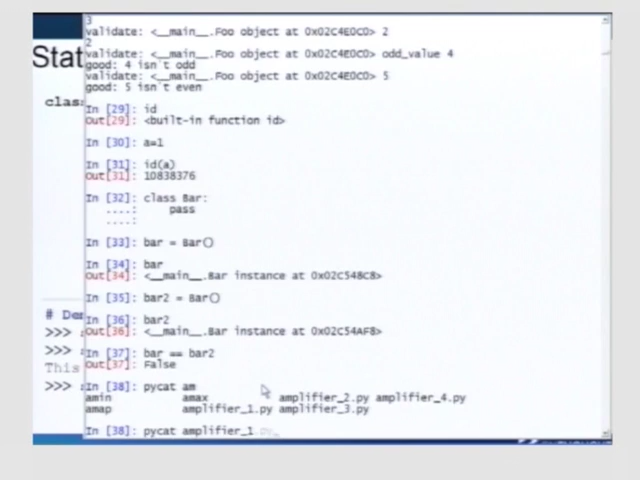 Stat
clas
# Des
>>>
>>>
This
>>>
3
validate: <__main__.Foo object at 0x02C4E0C0> 2
2
validate: <__main__.Foo object at 0x02C4E0C0> odd_value 4
good: 4 isn't odd
validate: <__main__.Foo object at 0x02C4E0C0> 5
good: 5 isn't even
In [29]: id
Out[29]: <built-in function id>
In [30]: a=1
In [31]: id(a)
Out[31]: 10838376
In [32]: class Bar:
....: pass
....:
In [33]: bar = Bar()
In [34]: bar
Out[34]: <__main__.Bar instance at 0x02C548C8>
In [35]: bar2 = Bar()
In [36]: bar2
Out[36]: <__main__.Bar instance at 0x02C54AF8>
In [37]: bar == bar2
Out[37]: False
In [38]: pycat am
amin amax amplifier_2.py amplifier_4.py
amap amplifier_1.py amplifier_3.py
In [38]: pycat amplifier_1.py